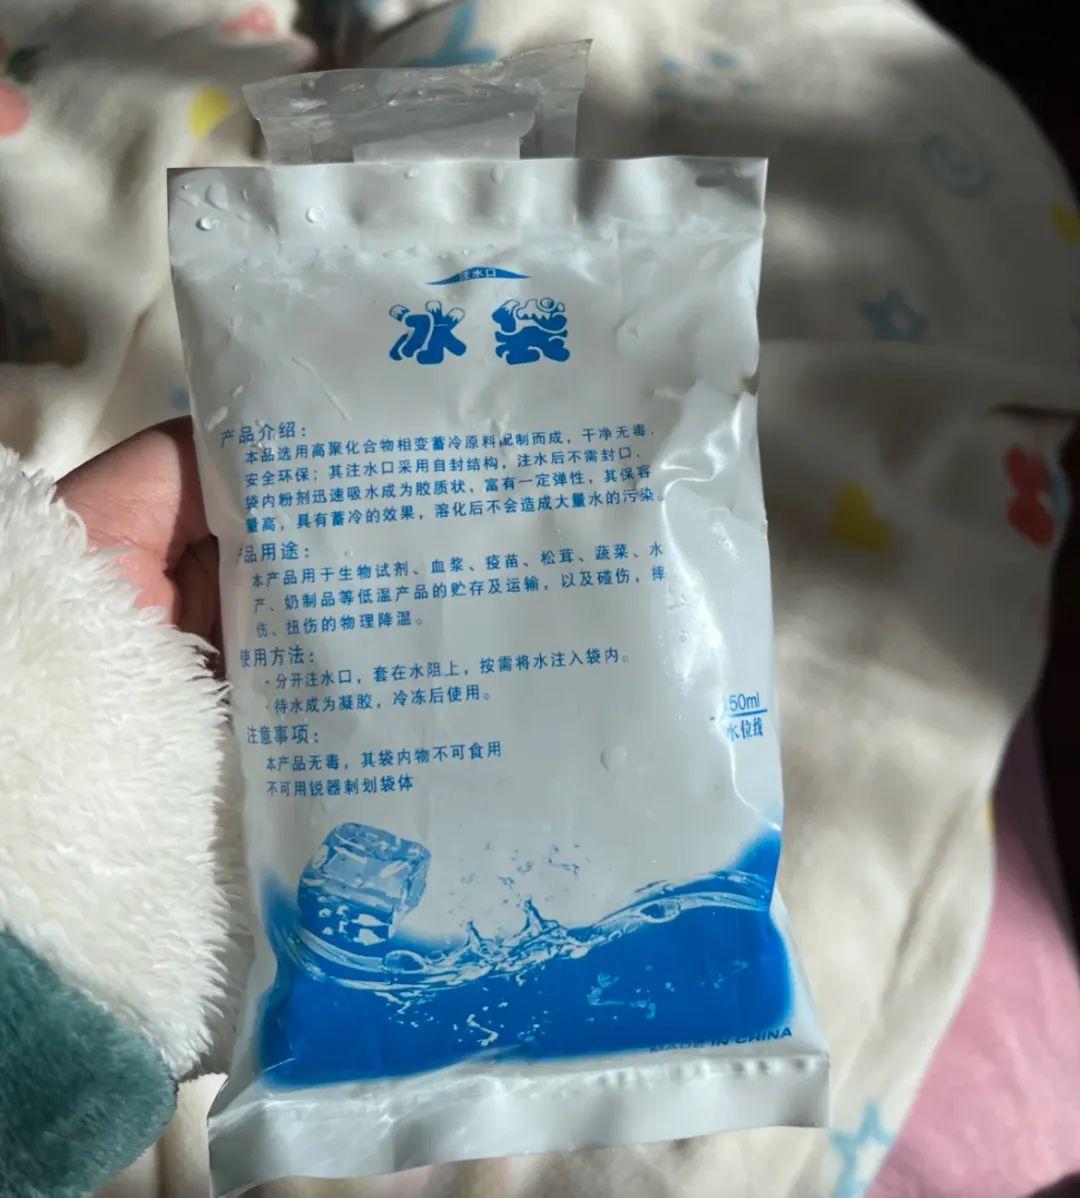 注水口
冰袋
产品介绍:
本品选用高聚化合物相变蓄冷原料配制而成，干净无毒.
安全环保；其注水口采用自封结构，注水后不需封口.
袋内粉剂迅速吸水成为胶质状，富有一定弹性，其保容
量高，具有蓄冷的效果，溶化后不会造成大量水的污染。
品用途:
本产品用于生物试剂、血浆、疫苗、松茸、蔬菜、水
产、奶制品等低温产品的贮存及运输，以及碰伤，摔
伤、扭伤的物理降温。
使用方法:
·分开注水口，套在水阻上，按需将水注入袋内。
·待水成为凝胶，冷冻后使用。
50ml
水位线
注意事项:
本产品无毒，其袋内物不可食用
不可用锐器刺划袋体
MADE IN CHINA